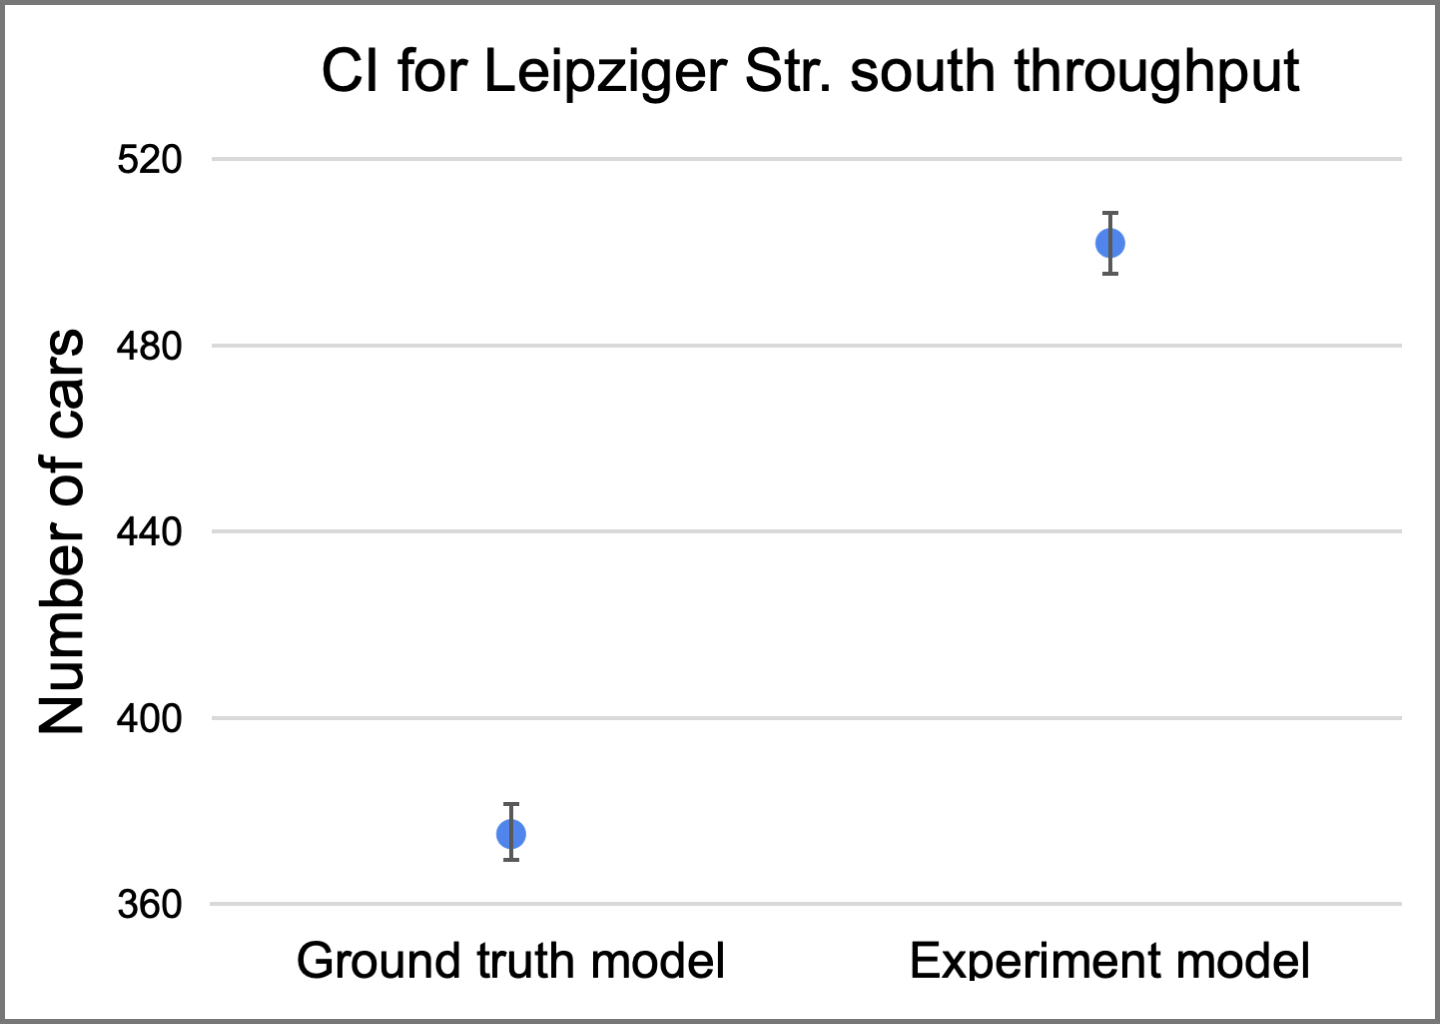 CI for Leipziger Str. south throughput
520
480
440
400
360
Number of cars
Ground truth model
Experiment model